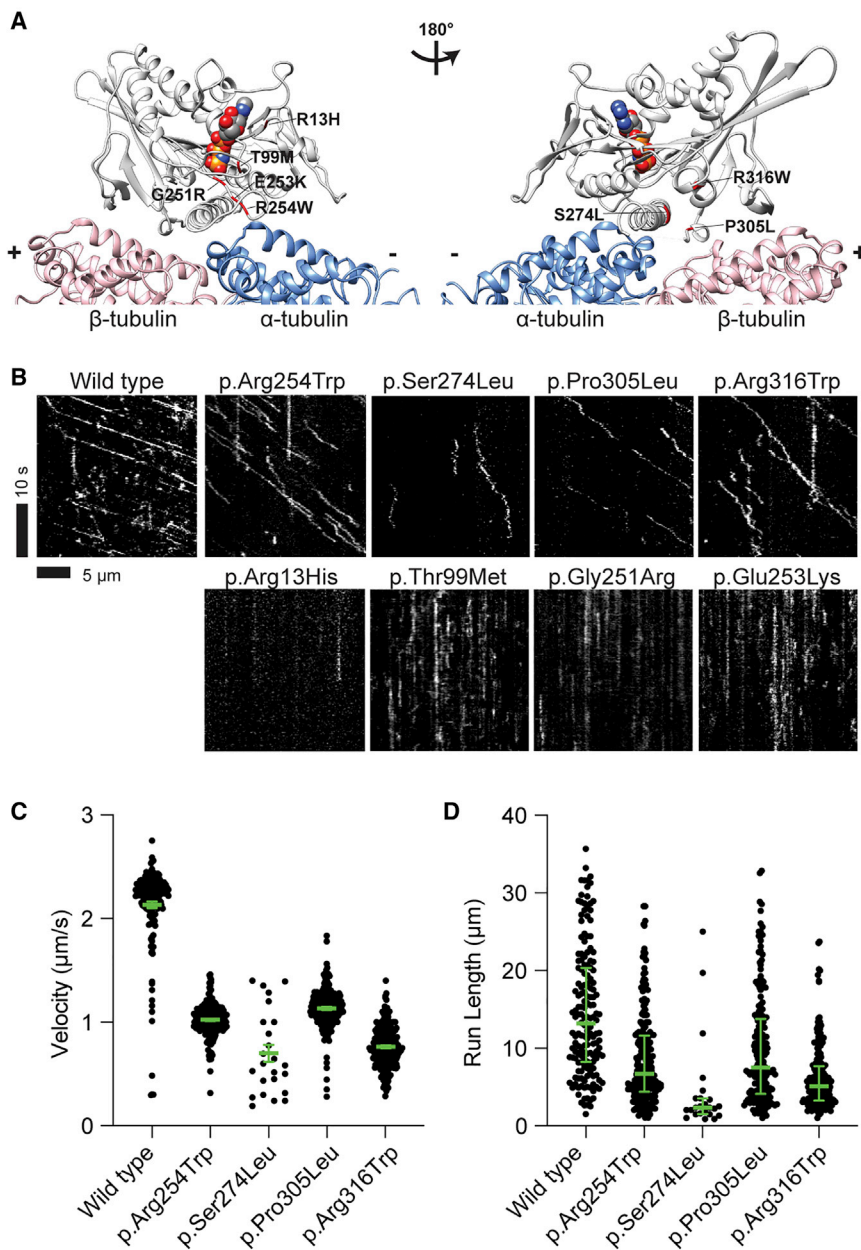 A
180°
R13H
T99M
G251R
E253K
R254W
R316W
S274L
P305L
+
-
-
+
β-tubulin
α-tubulin
α-tubulin
β-tubulin
B
Wild type
p.Arg254Trp
p.Ser274Leu
p.Pro305Leu
p.Arg316Trp
10 s
5 μm
p.Arg13His
p.Thr99Met
p.Gly251Arg
p.Glu253Lys
C
Velocity (μm/s)
3
2
1
0
Wild type
p.Arg254Trp
p.Ser274Leu
p.Pro305Leu
p.Arg316Trp
D
Run Length (μm)
40
30
20
10
0
Wild type
p.Arg254Trp
p.Ser274Leu
p.Pro305Leu
p.Arg316Trp